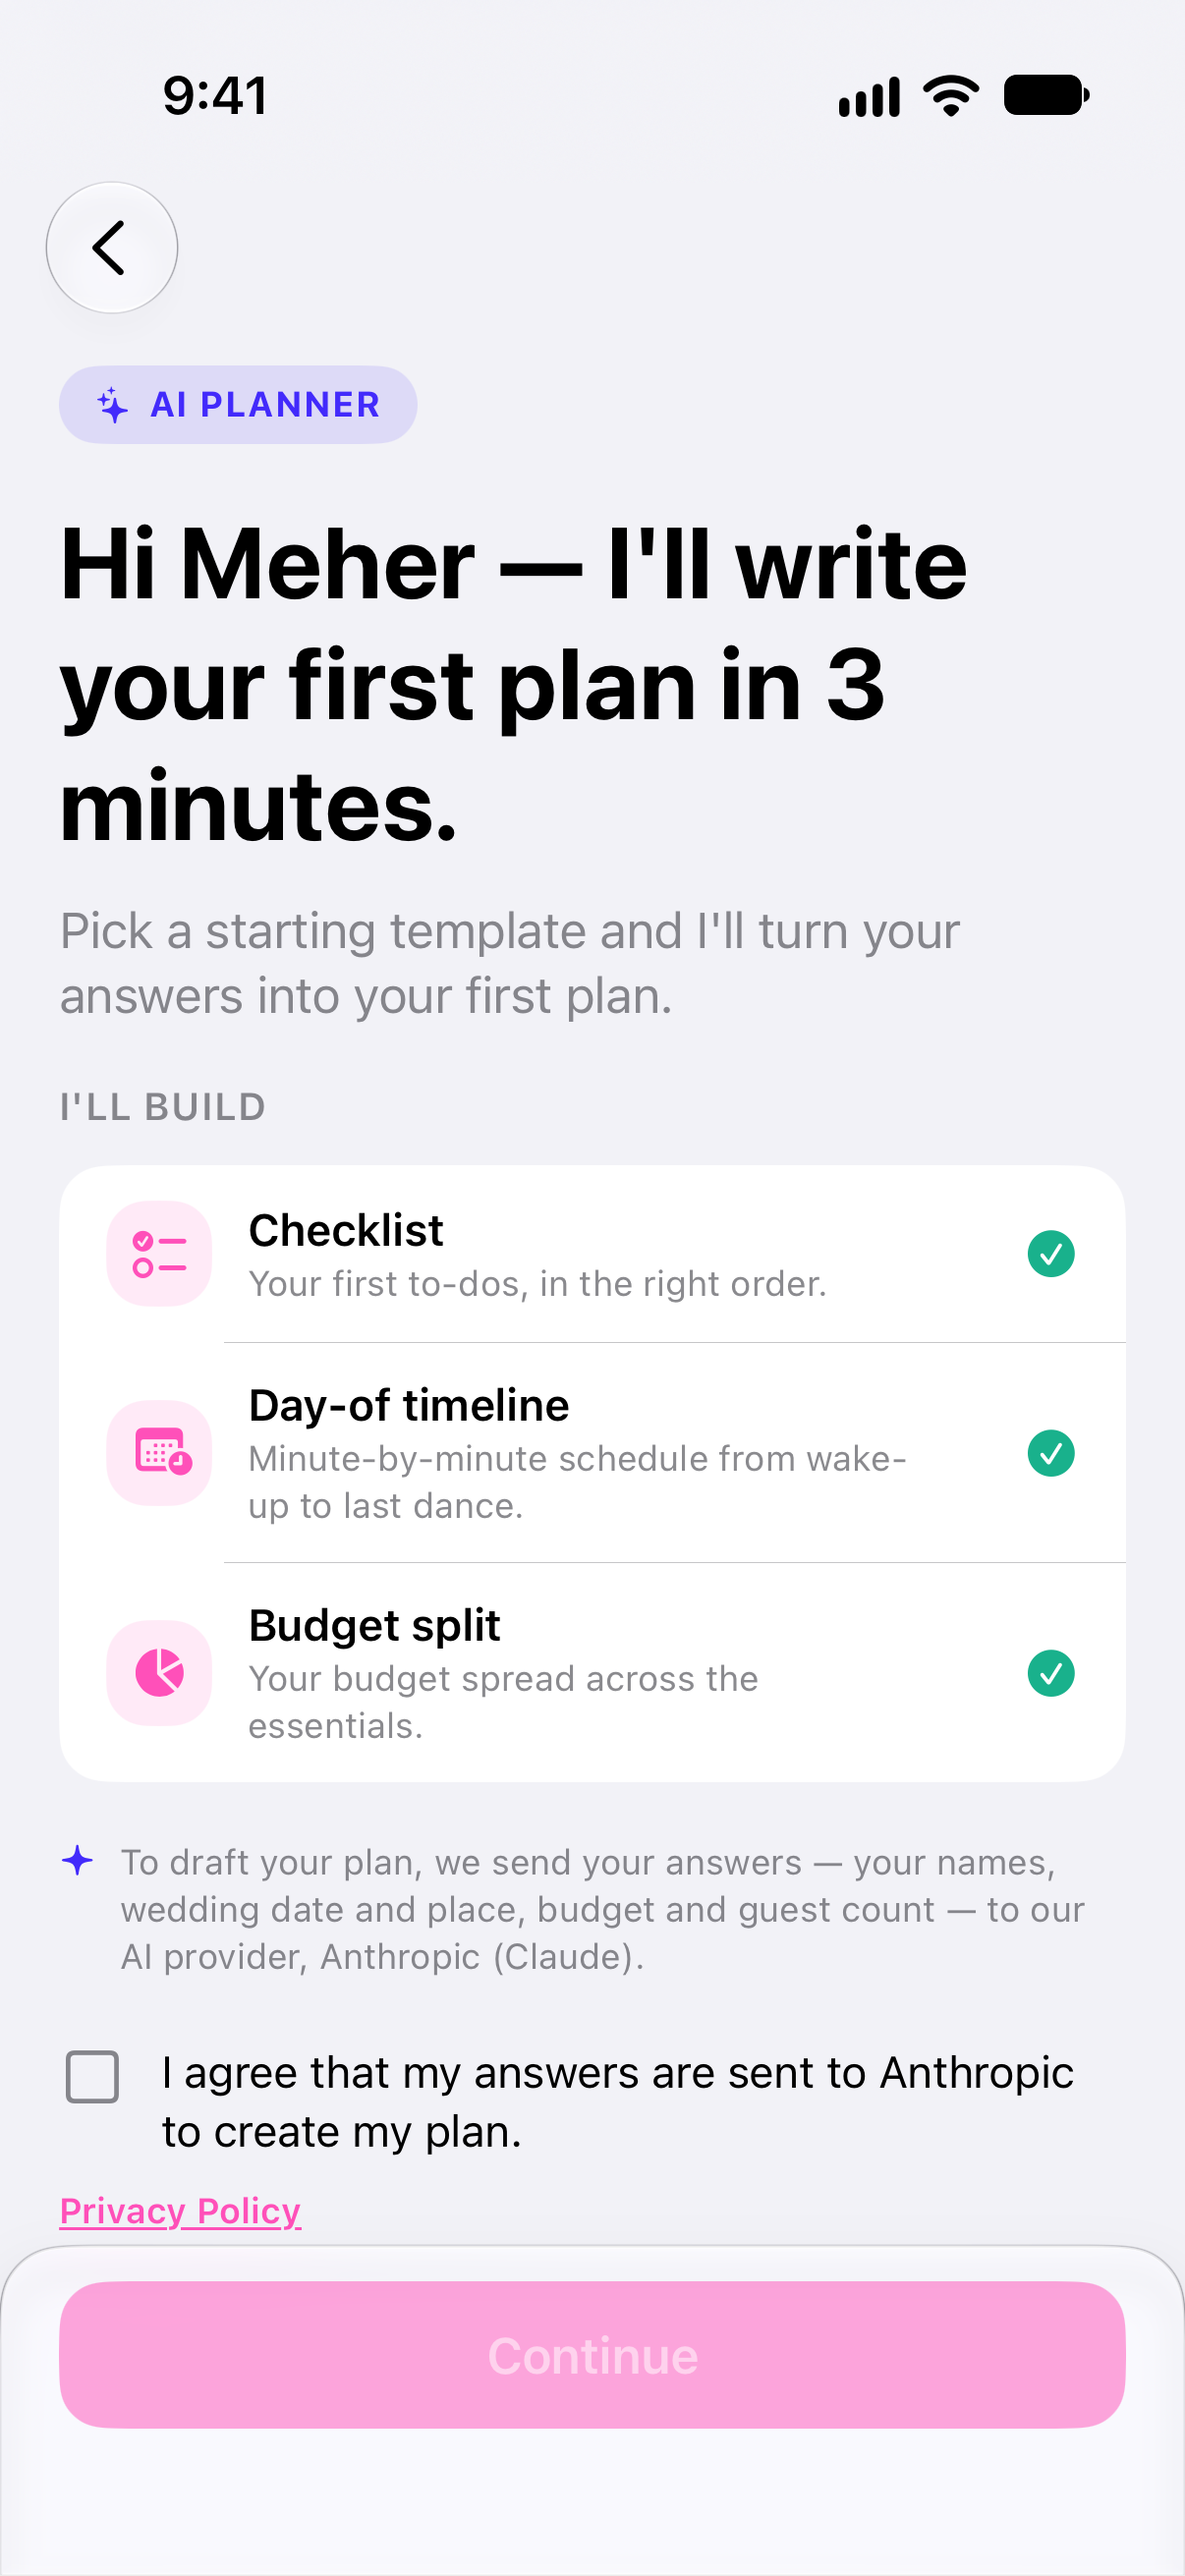 9:41
AI PLANNER
Hi Meher — I'll write
your first plan in 3
minutes.
Pick a starting template and I'll turn your
answers into your first plan.
I'LL BUILD
Checklist
Your first to-dos, in the right order.
Day-of timeline
Minute-by-minute schedule from wake-
up to last dance.
Budget split
Your budget spread across the
essentials.
To draft your plan, we send your answers — your names,
wedding date and place, budget and guest count — to our
AI provider, Anthropic (Claude).
I agree that my answers are sent to Anthropic
to create my plan.
Privacy Policy
Continue